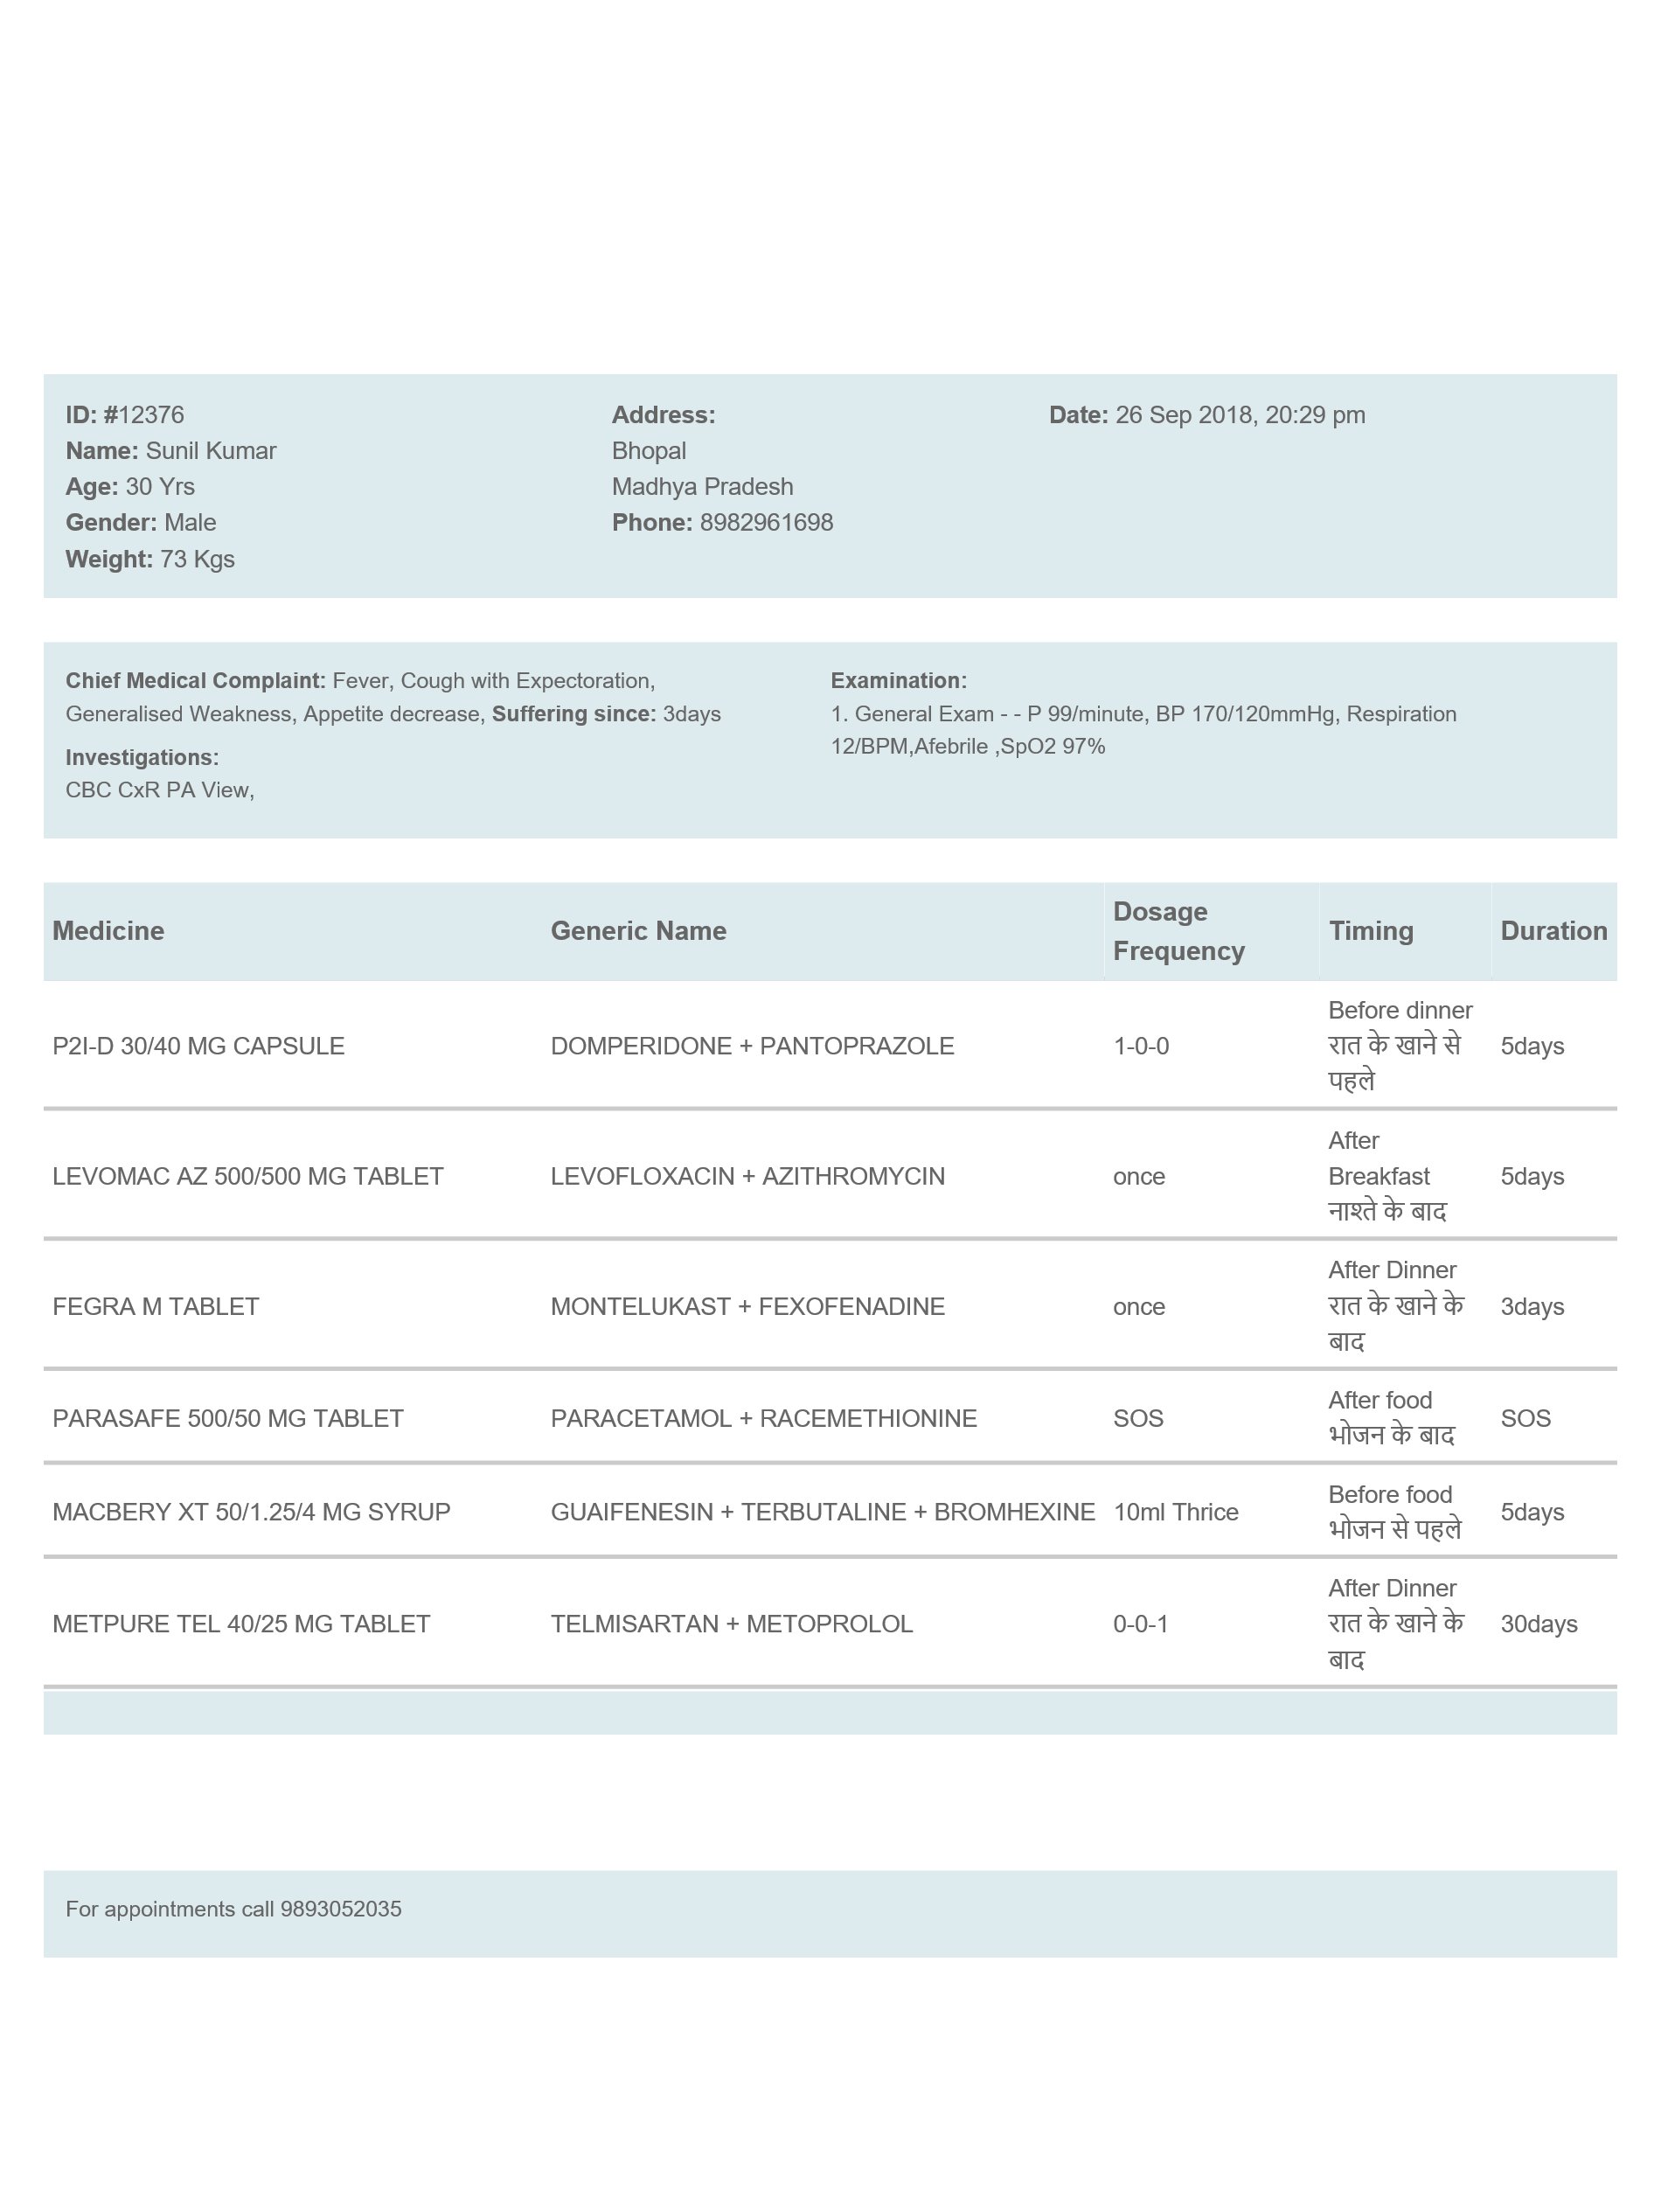 ID: #12376
Name: Sunil Kumar
Age: 30 Yrs
Gender: Male
Weight: 73 Kgs
Address:
Bhopal
Madhya Pradesh
Phone: 8982961698
Date: 26 Sep 2018, 20:29 pm
Chief Medical Complaint: Fever, Cough with Expectoration,
Generalised Weakness, Appetite decrease, Suffering since: 3days
Investigations:
CBC CxR PA View,
Examination:
1. General Exam - - P 99/minute, BP 170/120mmHg, Respiration
12/BPM,Afebrile ,SpO2 97%
Medicine Generic Name Dosage Frequency Timing Duration
P2I-D 30/40 MG CAPSULE DOMPERIDONE + PANTOPRAZOLE 1-0-0 Before dinner रात के खाने से पहले 5days
LEVOMAC AZ 500/500 MG TABLET LEVOFLOXACIN + AZITHROMYCIN once After Breakfast नाश्ते के बाद 5days
FEGRA M TABLET MONTELUKAST + FEXOFENADINE once After Dinner रात के खाने के बाद 3days
PARASAFE 500/50 MG TABLET PARACETAMOL + RACEMETHIONINE SOS After food भोजन के बाद SOS
MACBERY XT 50/1.25/4 MG SYRUP GUAIFENESIN + TERBUTALINE + BROMHEXINE 10ml Thrice Before food भोजन से पहले 5days
METPURE TEL 40/25 MG TABLET TELMISARTAN + METOPROLOL 0-0-1 After Dinner रात के खाने के बाद 30days
For appointments call 9893052035